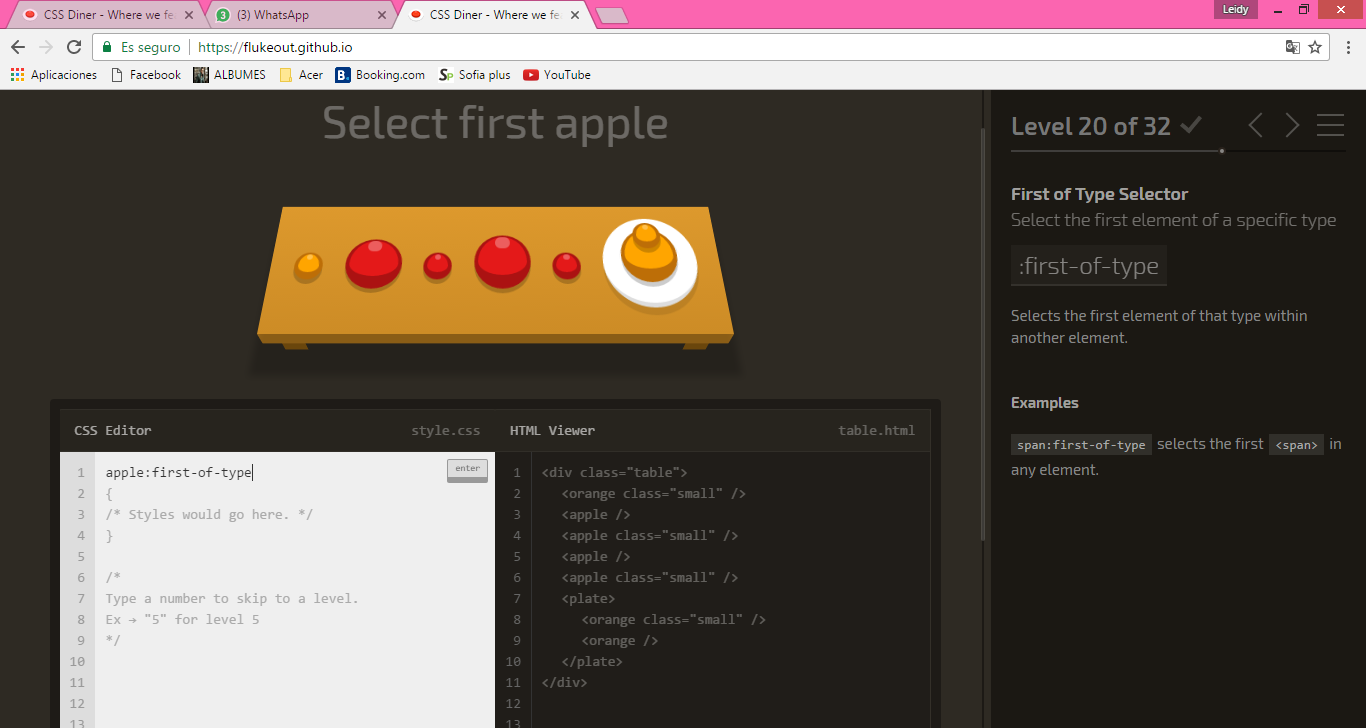 CSS Diner - Where we fe
(3) WhatsApp
CSS Diner - Where we fe
Leidy
Es seguro
https://flukeout.github.io
Aplicaciones
Facebook
ALBUMES
Acer
B. Booking.com
Sp Sofia plus
YouTube
Select first apple
CSS Editor
style.css
1 apple:first-of-type
enter
2 {
3 /* Styles would go here. */
4 }
5
6 /*
7 Type a number to skip to a level.
8 Ex → "5" for level 5
9 */
10
11
12
13
HTML Viewer
table.html
1 <div class="table">
2 <orange class="small" />
3 <apple />
4 <apple class="small" />
5 <apple />
6 <apple class="small" />
7 <plate>
8 <orange class="small" />
9 <orange />
10 </plate>
11 </div>
12
13
Level 20 of 32
First of Type Selector
Select the first element of a specific type
:first-of-type
Selects the first element of that type within
another element.
Examples
span:first-of-type selects the first <span> in
any element.